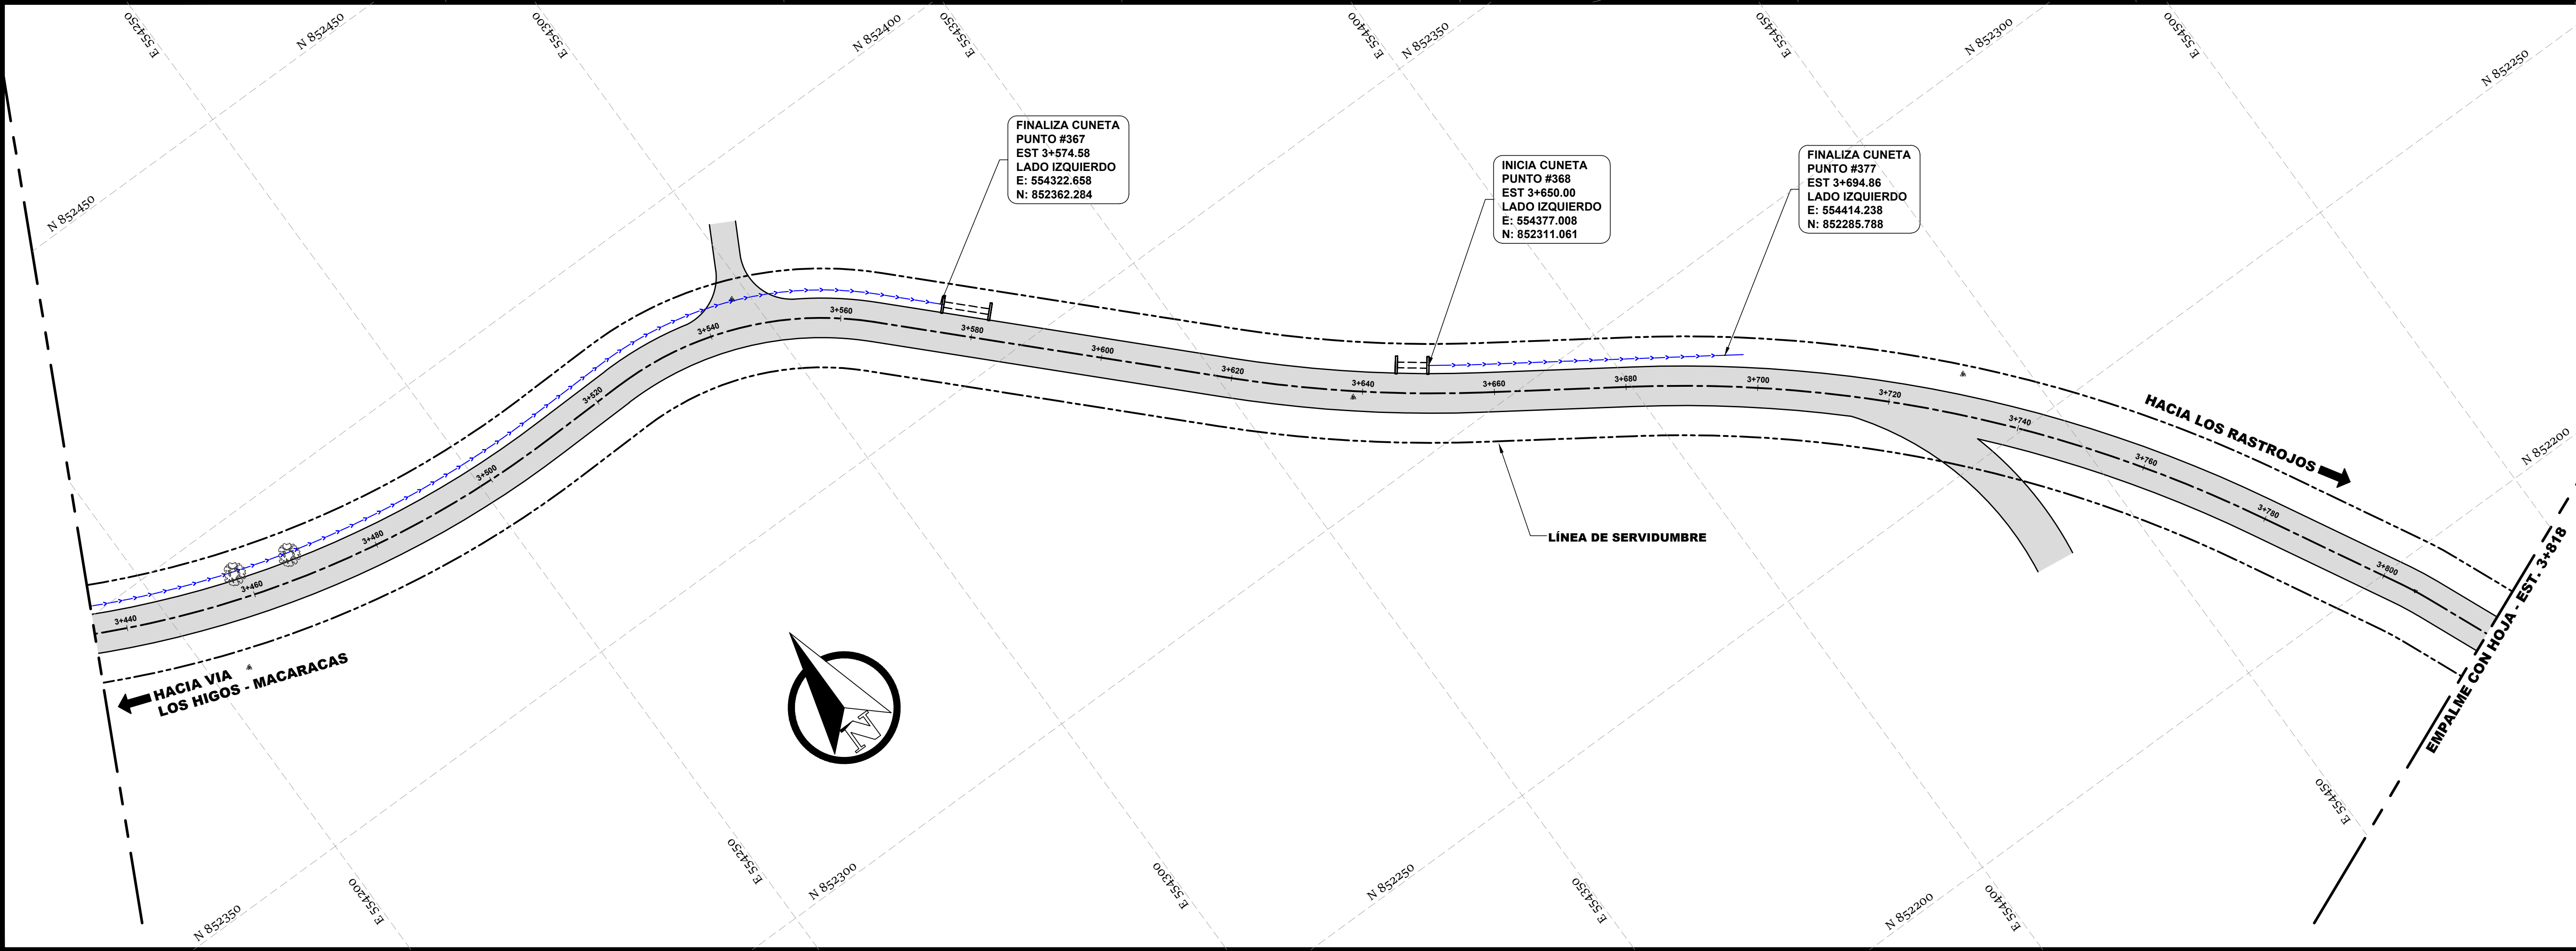 E 554250
N 852450
E 554300
N 852400
E 554350
E 554400
N 852350
E 554450
N 852300
E 554500
N 852250
N 852450
FINALIZA CUNETA
PUNTO #367
EST 3+574.58
LADO IZQUIERDO
E: 554322.658
N: 852362.284
INICIA CUNETA
PUNTO #368
EST 3+650.00
LADO IZQUIERDO
E: 554377.008
N: 852311.061
FINALIZA CUNETA
PUNTO #377
EST 3+694.86
LADO IZQUIERDO
E: 554414.238
N: 852285.788
3+440
3+460
3+480
3+500
3+520
3+540
3+560
3+580
3+600
3+620
3+640
3+660
3+680
3+700
3+720
3+740
3+760
3+780
3+800
HACIA LOS RASTROJOS
N 852200
LÍNEA DE SERVIDUMBRE
EMPALME CON HOJA - EST. 3+818
HACIA VIA
LOS HIGOS - MACARACAS
N
N 852350
E 554200
E 554250
N 852300
E 554300
N 852250
E 554350
N 852200
E 554400
E 554450